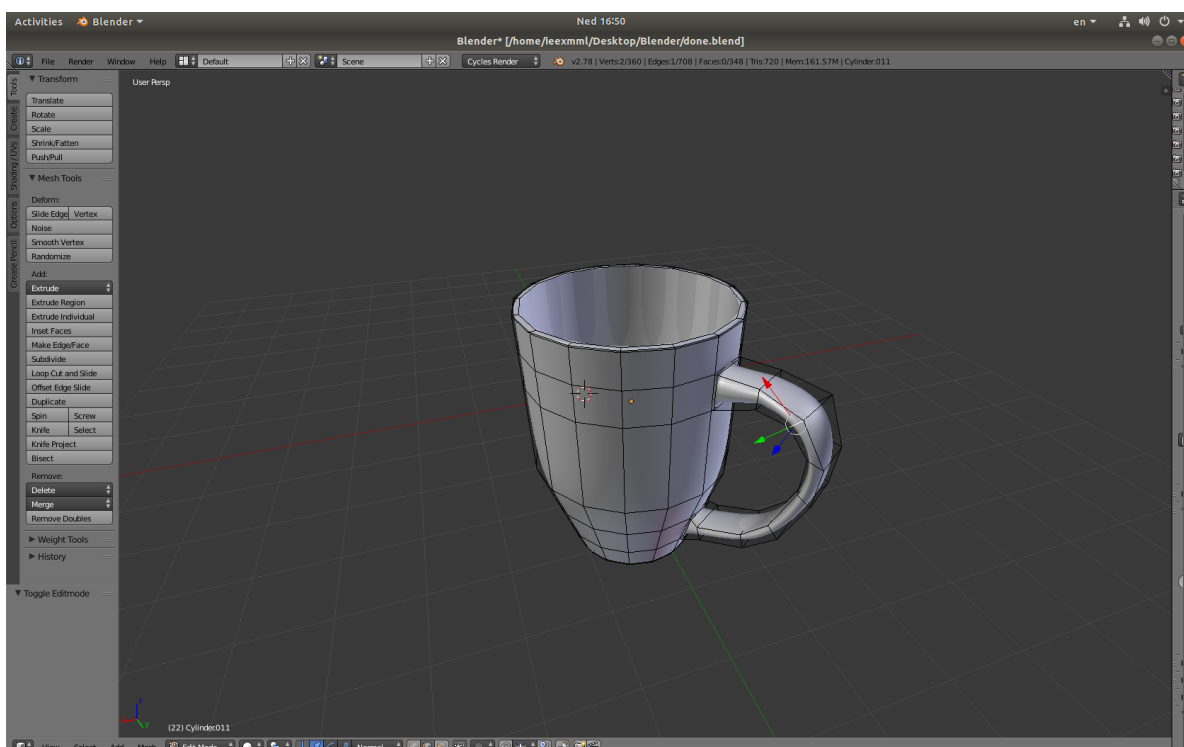 Activities Blender Ned 16:50 en
Blender* [/home/ieexmml/Desktop/Blender/done.blend]
File Render Window Help Default Scene Cycles Render v2.78 | Verts:2/360 | Edges:1/708 | Faces:0/348 | Tris:720 | Mem:161.57M | Cylinder.011
Tools
Create
Shading / UVs
Options
Grease Pencil
Transform
Translate
Rotate
Scale
Shrink/Fatten
Push/Pull
Mesh Tools
Deform:
Slide Edge Vertex
Noise
Smooth Vertex
Randomize
Add:
Extrude
Extrude Region
Extrude Individual
Inset Faces
Make Edge/Face
Subdivide
Loop Cut and Slide
Offset Edge Slide
Duplicate
Spin Screw
Knife Select
Knife Project
Bisect
Remove:
Delete
Merge
Remove Doubles
Weight Tools
History
Toggle Editmode
User Persp
z
y
(22) Cylinder.011
View Select Add Mesh Edit Mode Normal